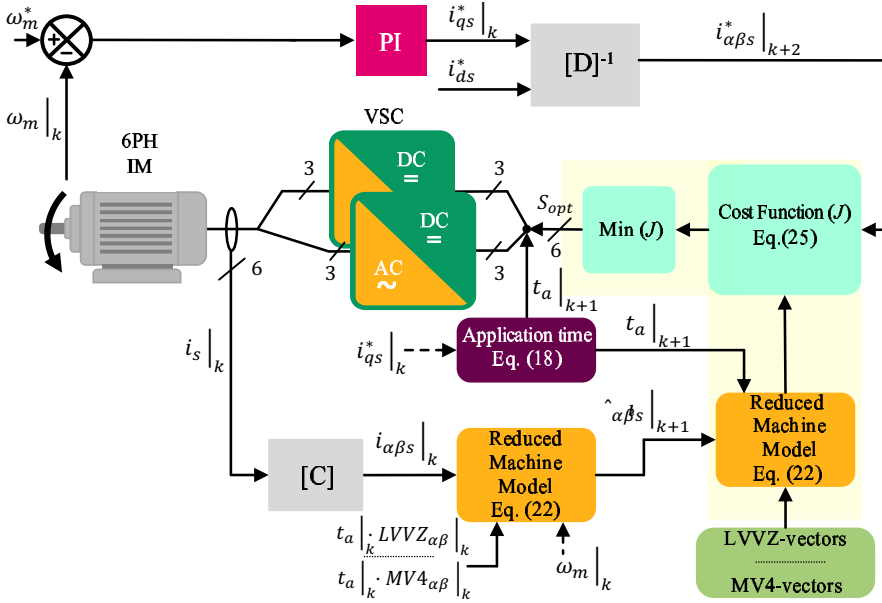 ω*m
+
−
ωm|k
PI
i*qs|k
i*ds
[D]-1
i*αβs|k+2
6PH
IM
VSC
3
DC
=
3
DC
=
AC
~
3
3
6
Sopt
6
Min (J)
Cost Function (J)
Eq.(25)
ta|k+1
Application time
Eq. (18)
i*qs|k
ta|k+1
is|k
[C]
iαβs|k
Reduced
Machine
Model
Eq. (22)
îαβs|k+1
Reduced
Machine
Model
Eq. (22)
ta|k · LVVZαβ|k
ta|k · MV4αβ|k
ωm|k
LVVZ-vectors
MV4-vectors